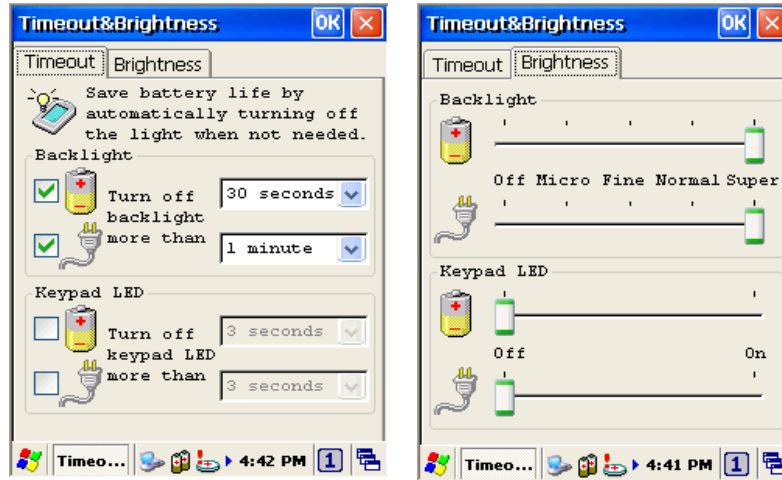 Timeout&Brightness OK
Timeout Brightness
Save battery life by
automatically turning off
the light when not needed.
Backlight
Turn off
backlight
more than
30 seconds
1 minute
Keypad LED
Turn off
keypad LED
more than
3 seconds
3 seconds
Timeo... 4:42 PM 1
Timeout&Brightness OK
Timeout Brightness
Backlight
Off Micro Fine Normal Super
Keypad LED
Off On
Timeo... 4:41 PM 1